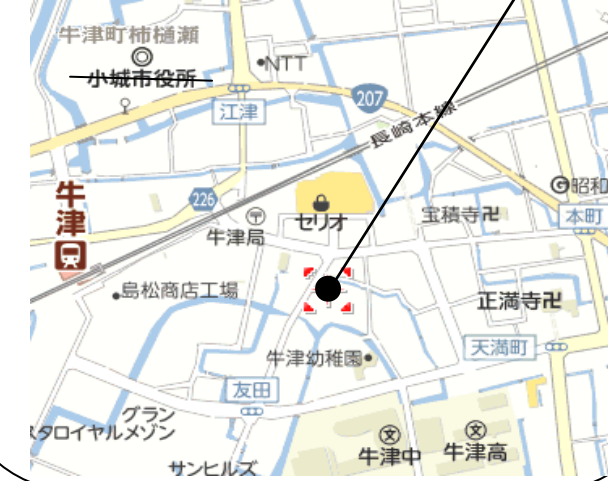 牛津町柿樋瀬
小城市役所
NTT
江津
207
長崎本線
牛津
226
牛津局
セリオ
宝積寺
昭和
本町
島松商店工場
正満寺
天満町
牛津幼稚園
友田
グラン
スタロイヤルメゾン
サンヒルズ
文
牛津中
文
牛津高